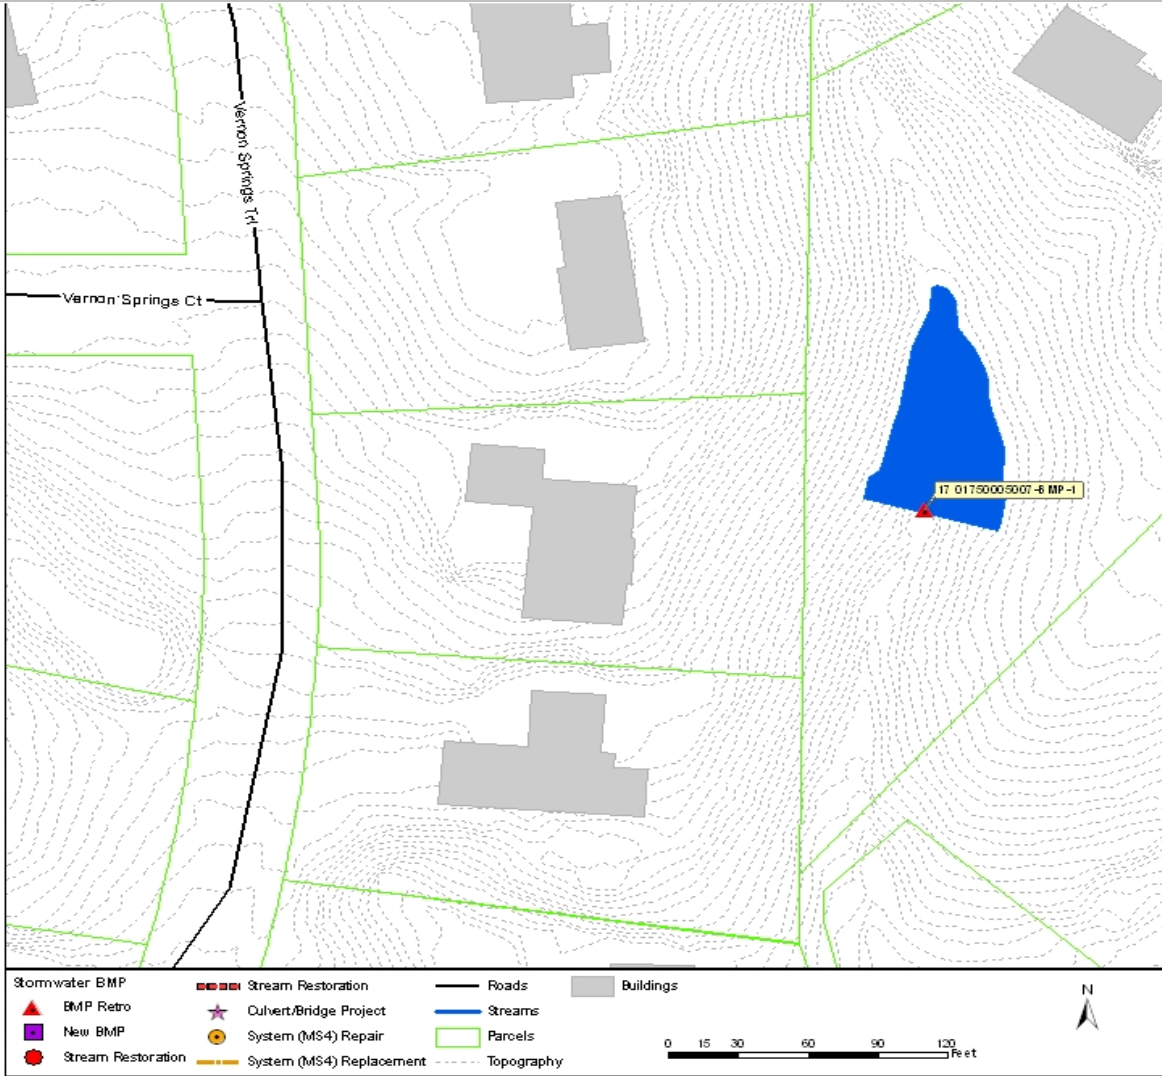 Vernon Springs Trl
Vernon Springs Ct
17 01750005007-BMP-1
Stormwater BMP
BMP Retro
New BMP
Stream Restoration
Stream Restoration
Culvert/Bridge Project
System (MS4) Repair
System (MS4) Replacement
Roads
Streams
Parcels
Topography
Buildings
N
0 15 30 60 90 120
Feet